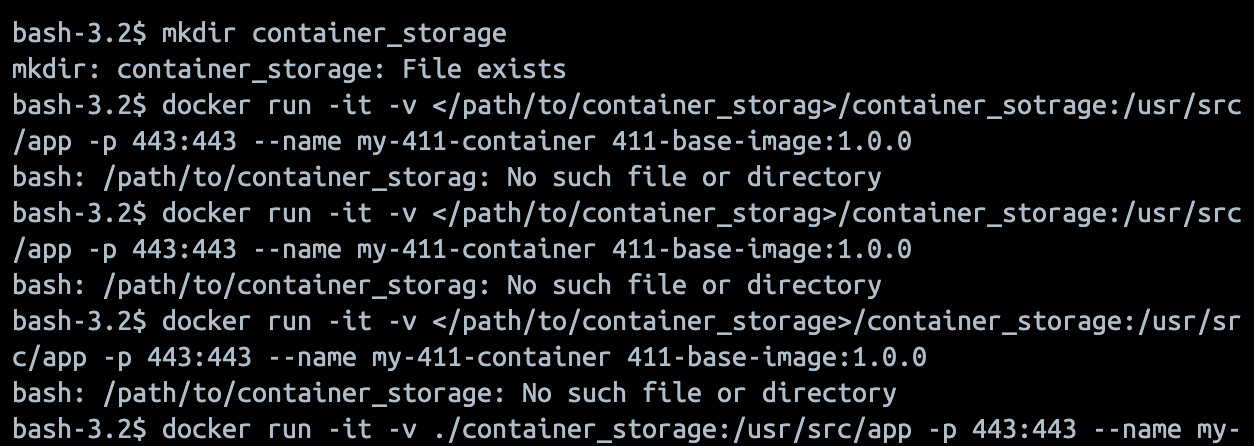 bash-3.2$ mkdir container_storage
mkdir: container_storage: File exists
bash-3.2$ docker run -it -v </path/to/container_storag>/container_sotrage:/usr/src
/app -p 443:443 --name my-411-container 411-base-image:1.0.0
bash: /path/to/container_storag: No such file or directory
bash-3.2$ docker run -it -v </path/to/container_storag>/container_storage:/usr/src
/app -p 443:443 --name my-411-container 411-base-image:1.0.0
bash: /path/to/container_storag: No such file or directory
bash-3.2$ docker run -it -v </path/to/container_storage>/container_storage:/usr/sr
c/app -p 443:443 --name my-411-container 411-base-image:1.0.0
bash: /path/to/container_storage: No such file or directory
bash-3.2$ docker run -it -v ./container_storage:/usr/src/app -p 443:443 --name my-